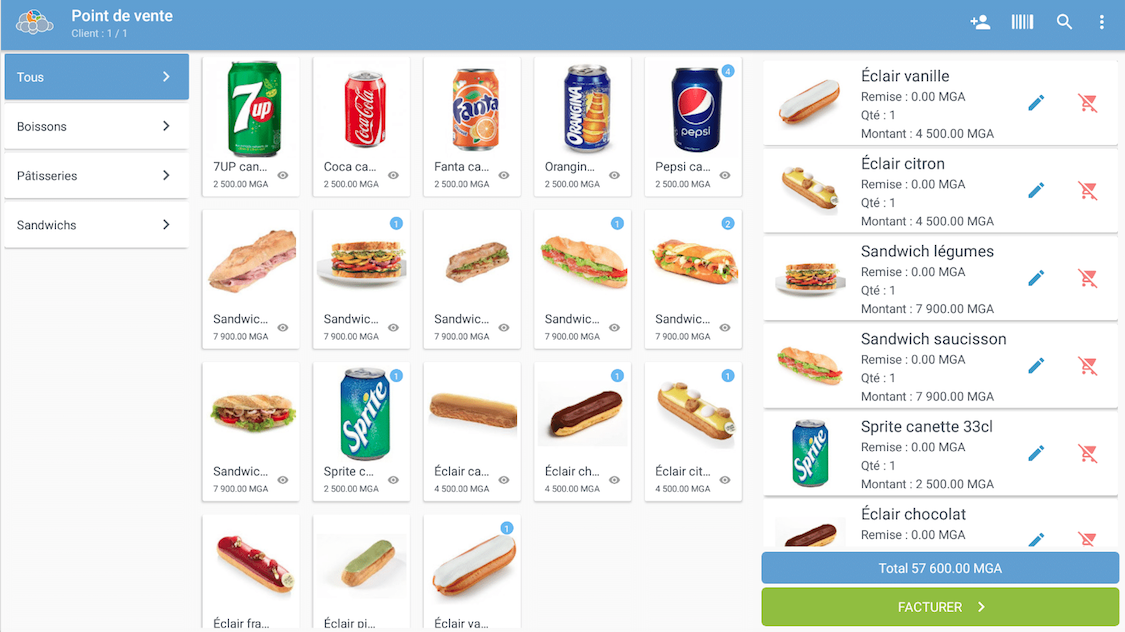 Point de vente
Client : 1 / 1
Tous
Boissons
Pâtisseries
Sandwichs
7UP
Coca-Cola
Fanta
ORANGINA
pepsi
4
7UP can...
Coca ca...
Fanta ca...
Orangin...
Pepsi ca...
2 500.00 MGA
2 500.00 MGA
2 500.00 MGA
2 500.00 MGA
2 500.00 MGA
1
1
2
Sandwic...
Sandwic...
Sandwic...
Sandwic...
Sandwic...
7 900.00 MGA
7 900.00 MGA
7 900.00 MGA
7 900.00 MGA
7 900.00 MGA
Sprite
1
1
1
Sandwic...
Sprite c...
Éclair ca...
Éclair ch...
Éclair cit...
7 900.00 MGA
2 500.00 MGA
4 500.00 MGA
4 500.00 MGA
4 500.00 MGA
1
Éclair fra...
Éclair pi...
Éclair va...
Éclair vanille
Remise : 0.00 MGA
Qté : 1
Montant : 4 500.00 MGA
Éclair citron
Remise : 0.00 MGA
Qté : 1
Montant : 4 500.00 MGA
Sandwich légumes
Remise : 0.00 MGA
Qté : 1
Montant : 7 900.00 MGA
Sandwich saucisson
Remise : 0.00 MGA
Qté : 1
Montant : 7 900.00 MGA
Sprite
Sprite canette 33cl
Remise : 0.00 MGA
Qté : 1
Montant : 2 500.00 MGA
Éclair chocolat
Remise : 0.00 MGA
Total 57 600.00 MGA
FACTURER